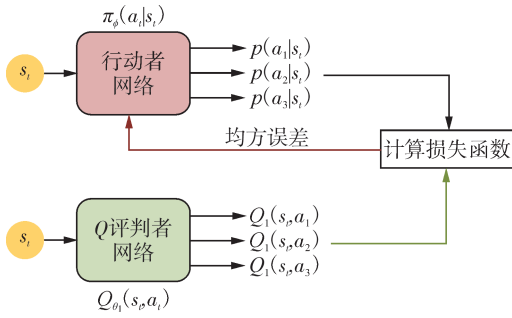 π_ϕ(a_t|s_t)
s_t
行动者
网络
p(a_1|s_t)
p(a_2|s_t)
p(a_3|s_t)
均方误差
计算损失函数
s_t
Q评判者
网络
Q_1(s_t,a_1)
Q_1(s_t,a_2)
Q_1(s_t,a_3)
Q_{θ_1}(s_t,a_t)